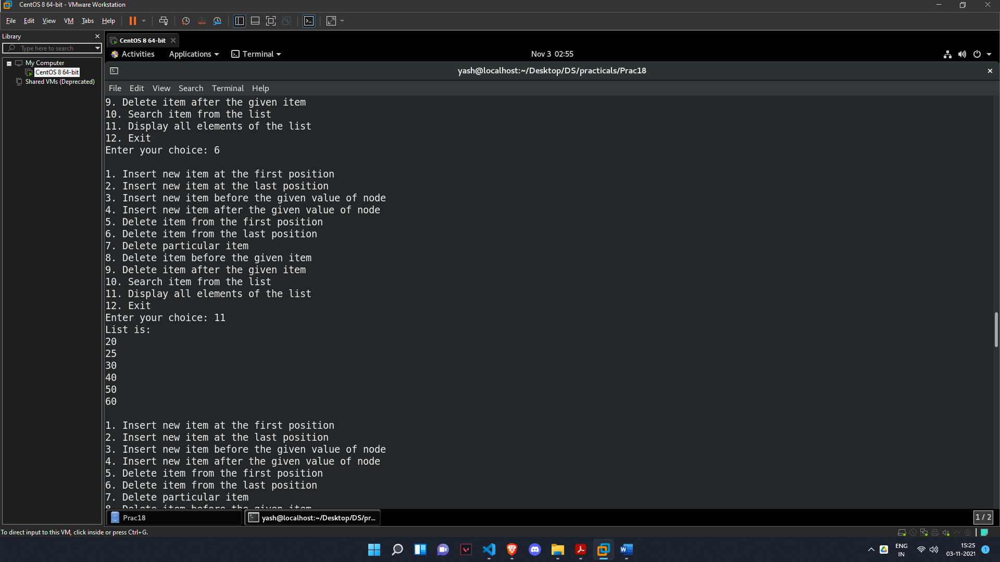 CentOS 8 64-bit - VMware Workstation
File Edit View VM Tabs Help
Library
Type here to search
My Computer
CentOS 8 64-bit
Shared VMs (Deprecated)
CentOS 8 64-bit
Activities Applications Terminal Nov 3 02:55
yash@localhost:~/Desktop/DS/practicals/Prac18
File Edit View Search Terminal Help
9. Delete item after the given item
10. Search item from the list
11. Display all elements of the list
12. Exit
Enter your choice: 6
1. Insert new item at the first position
2. Insert new item at the last position
3. Insert new item before the given value of node
4. Insert new item after the given value of node
5. Delete item from the first position
6. Delete item from the last position
7. Delete particular item
8. Delete item before the given item
9. Delete item after the given item
10. Search item from the list
11. Display all elements of the list
12. Exit
Enter your choice: 11
List is:
20
25
30
40
50
60
1. Insert new item at the first position
2. Insert new item at the last position
3. Insert new item before the given value of node
4. Insert new item after the given value of node
5. Delete item from the first position
6. Delete item from the last position
7. Delete particular item
8. Delete item before the given item
Prac18
yash@localhost:~/Desktop/DS/pr...
1 / 2
To direct input to this VM, click inside or press Ctrl+G.
ENG
IN
15:25
03-11-2021
1